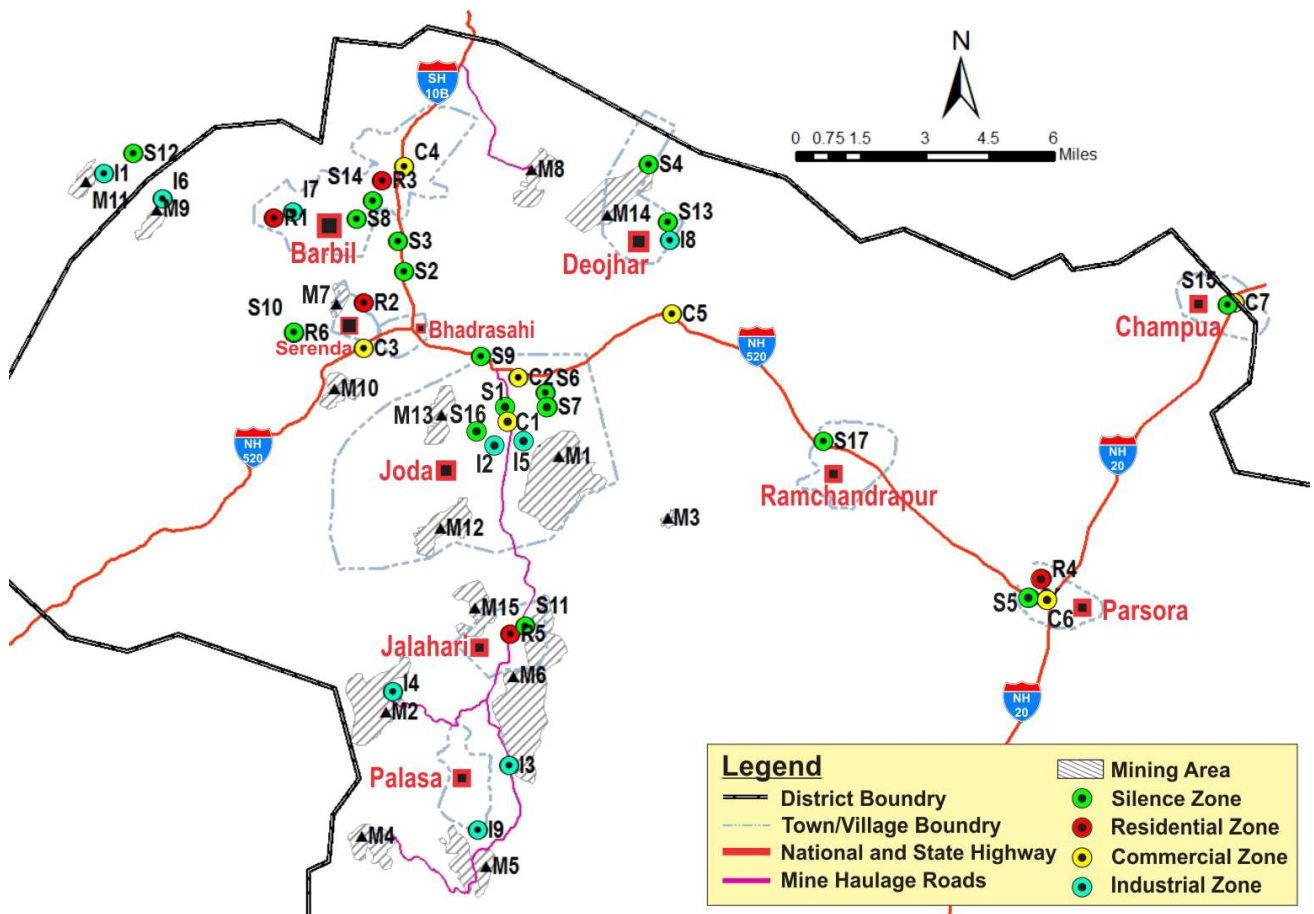 N
SH
10B
0 0.75 1.5 3 4.5 6
Miles
S12
I1
M11
I6
M9
C4
S14
R3
I7
R1
S8
Barbil
S3
S2
M8
S4
M14
S13
I8
Deojhar
M7
R2
S10
R6
Serenda
C3
Bhadrasahi
M10
C5
NH
520
S15
C7
Champua
S9
C2
S6
S1
S7
M13
S16
C1
I2
I5
M1
Joda
NH
520
M12
M3
S17
Ramchandrapur
NH
20
R4
S5
C6
Parsora
M15
S11
R5
Jalahari
M6
I4
M2
NH
20
I3
Palasa
I9
M4
M5
Legend
District Boundry
Town/Village Boundry
National and State Highway
Mine Haulage Roads
Mining Area
Silence Zone
Residential Zone
Commercial Zone
Industrial Zone